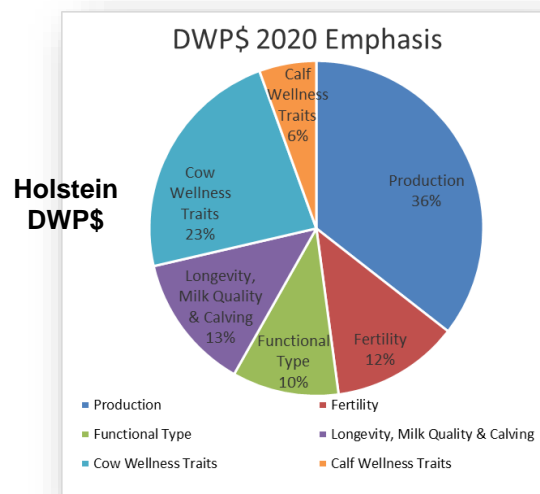 DWP$ 2020 Emphasis
Holstein
DWP$
Calf
Wellness
Traits
6%
Production
36%
Cow
Wellness
Traits
23%
Longevity,
Milk Quality
& Calving
13%
Functional
Type
10%
Fertility
12%
Production
Fertility
Functional Type
Longevity, Milk Quality & Calving
Cow Wellness Traits
Calf Wellness Traits